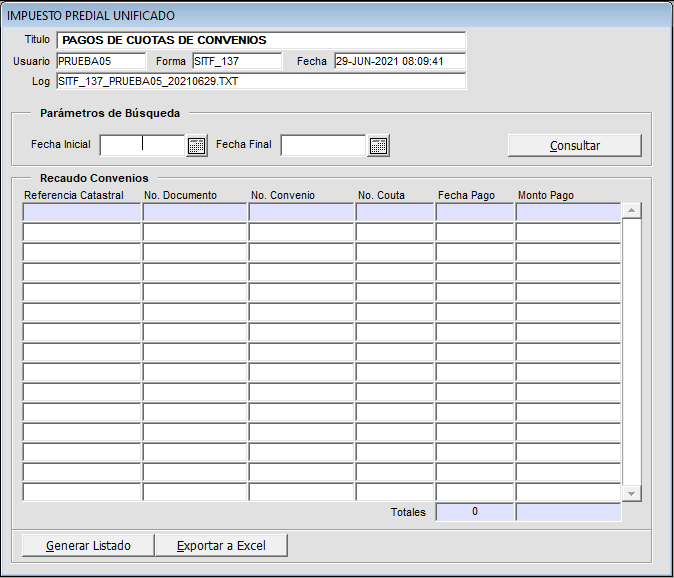 IMPUESTO PREDIAL UNIFICADO
Titulo PAGOS DE CUOTAS DE CONVENIOS
Usuario PRUEBA05 Forma SITF_137 Fecha 29-JUN-2021 08:09:41
Log SITF_137_PRUEBA05_20210629.TXT
Parámetros de Búsqueda
Fecha Inicial Fecha Final Consultar
Recaudo Convenios
Referencia Catastral No. Documento No. Convenio No. Couta Fecha Pago Monto Pago
Totales 0
Generar Listado Exportar a Excel